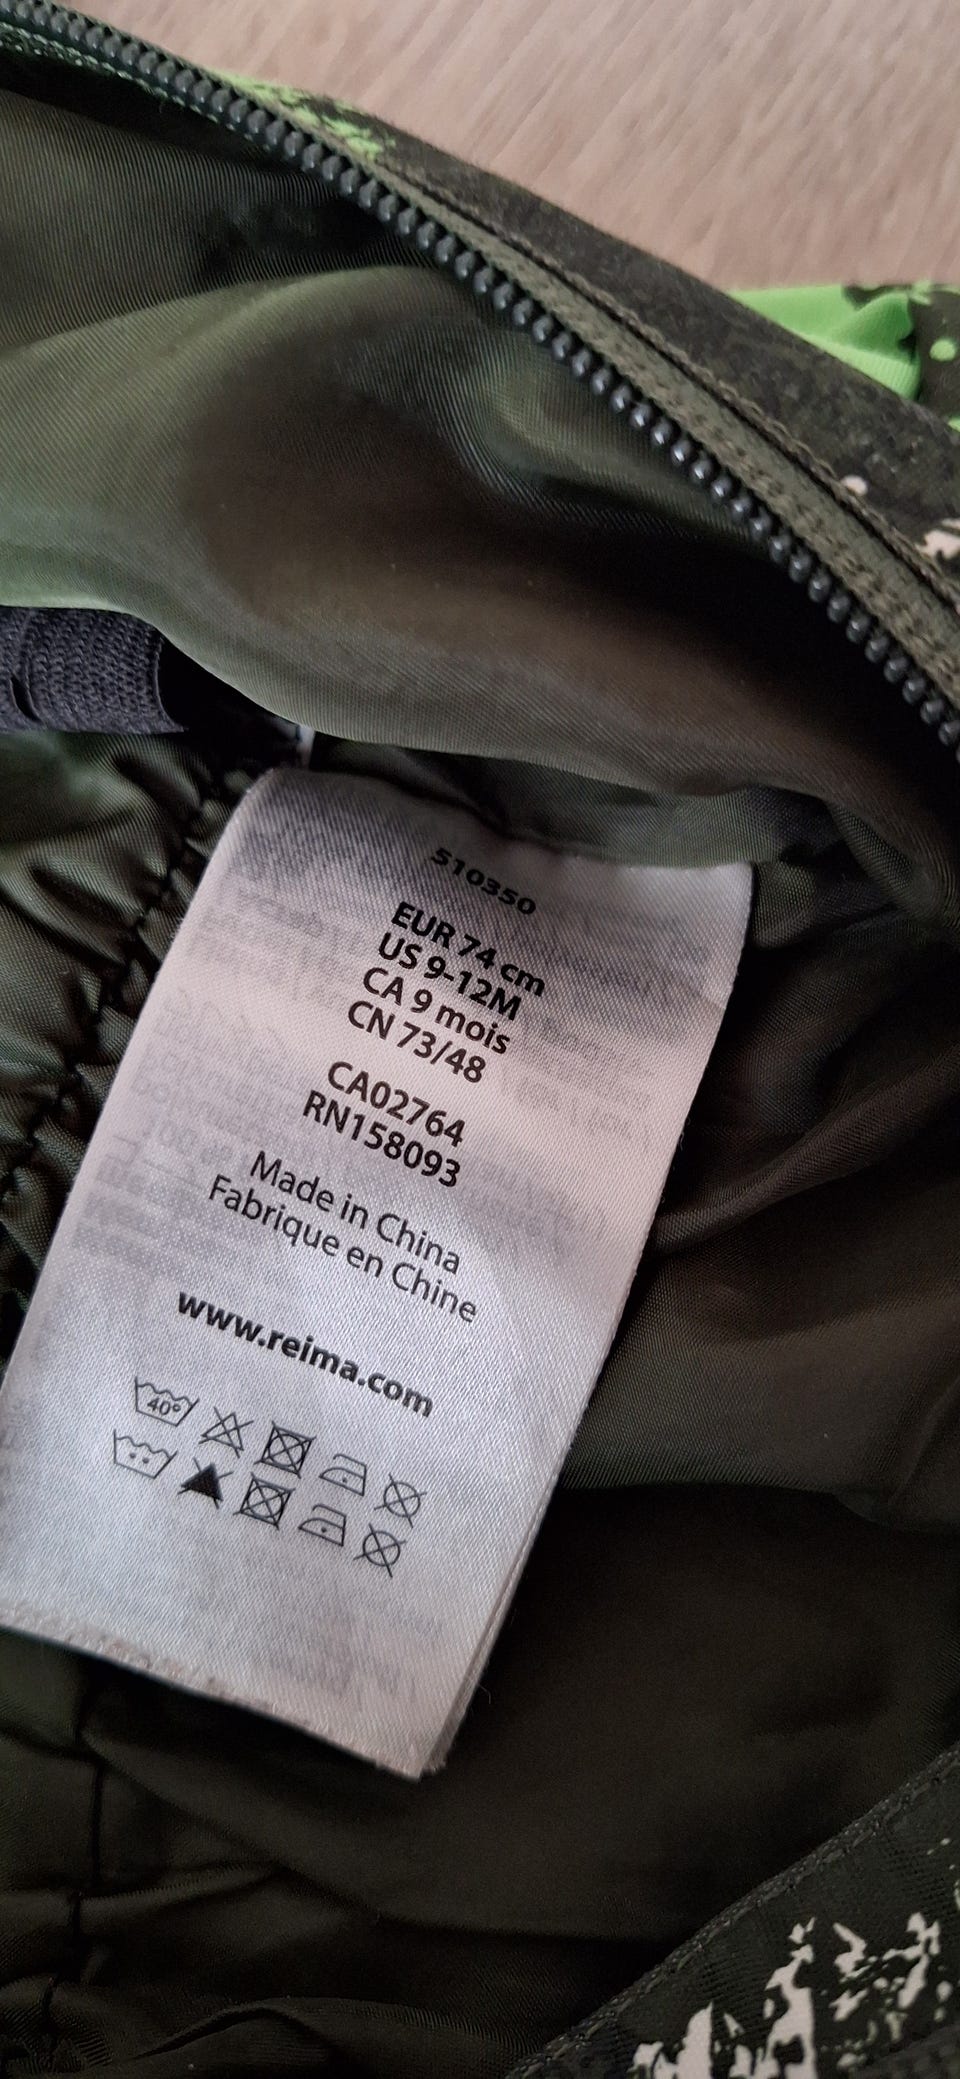 510350
EUR 74 cm
US 9-12M
CA 9 mois
CN 73/48
CA02764
RN158093
Made in China
Fabrique en Chine
www.reima.com
40°